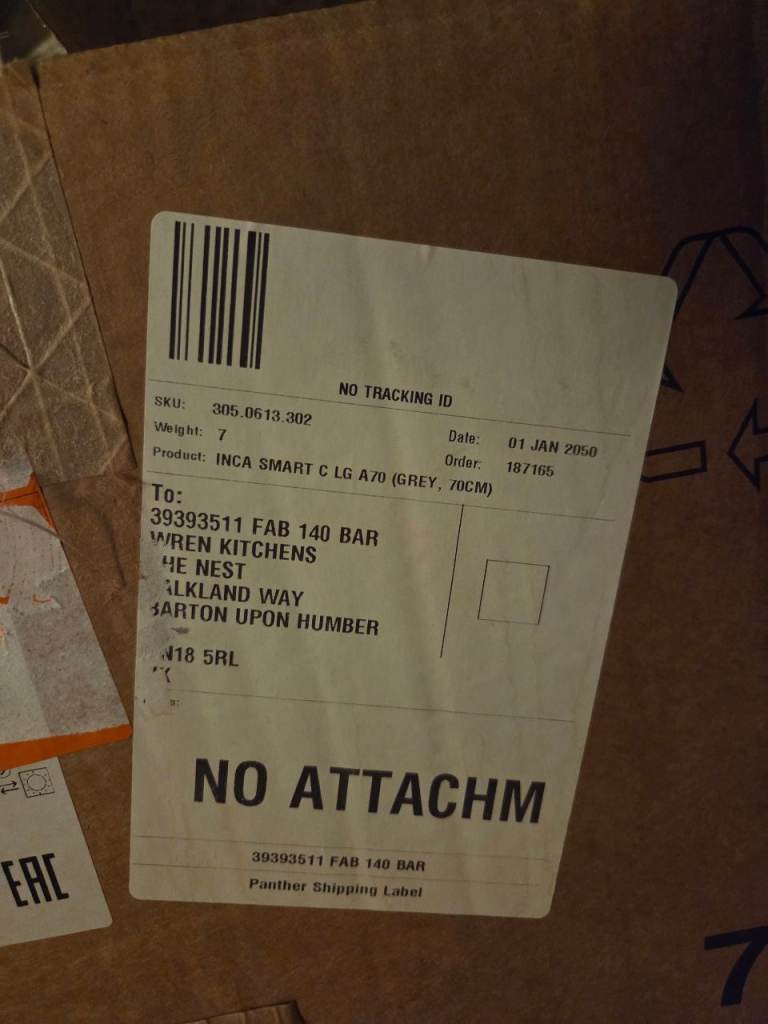 NO TRACKING ID
SKU: 305.0613.302
Weight: 7
Date: 01 JAN 2050
Order: 187165
Product: INCA SMART C LG A70 (GREY, 70CM)
To:
39393511 FAB 140 BAR
WREN KITCHENS
HE NEST
ALKLAND WAY
BARTON UPON HUMBER
N18 5RL
NO ATTACHM
39393511 FAB 140 BAR
Panther Shipping Label
EAC
7